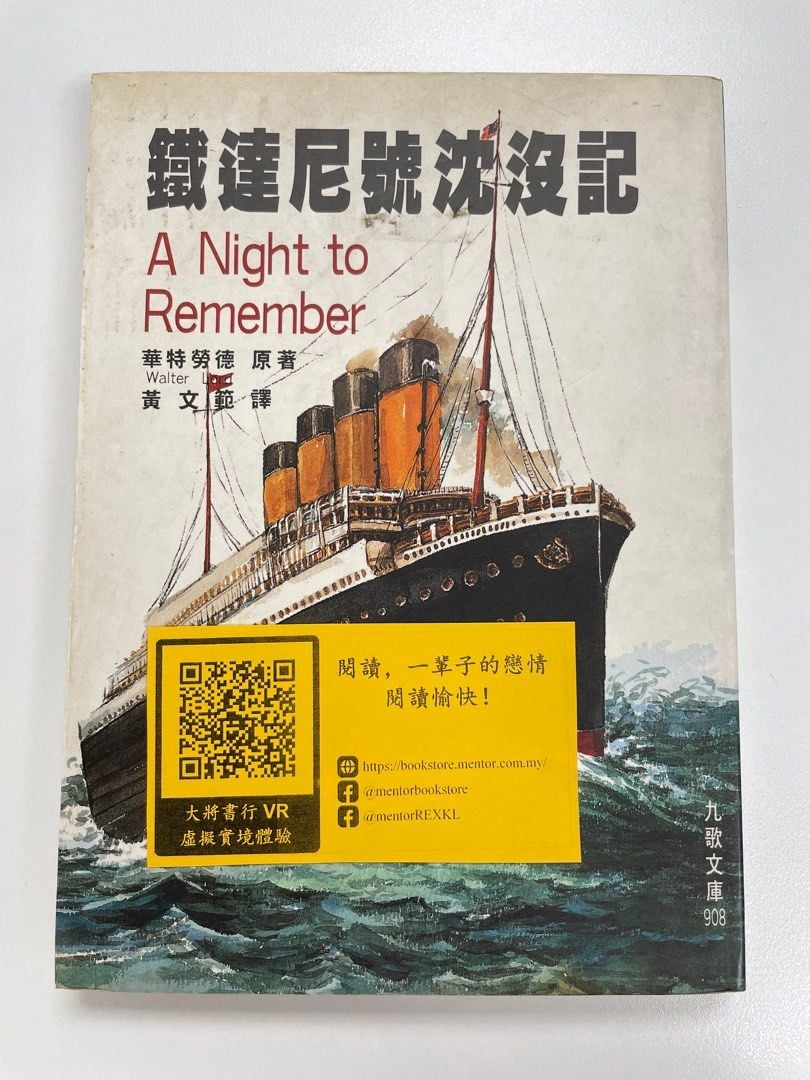 鐵達尼號沈沒記
A Night to
Remember
華特勞德 原著
Walter Lord
黃文範 譯
閱讀，一輩子的戀情
閱讀愉快！
https://bookstore.mentor.com.my/
@mentorbookstore
@mentorREXKL
大將書行 VR
虛擬實境體驗
九歌文庫
908